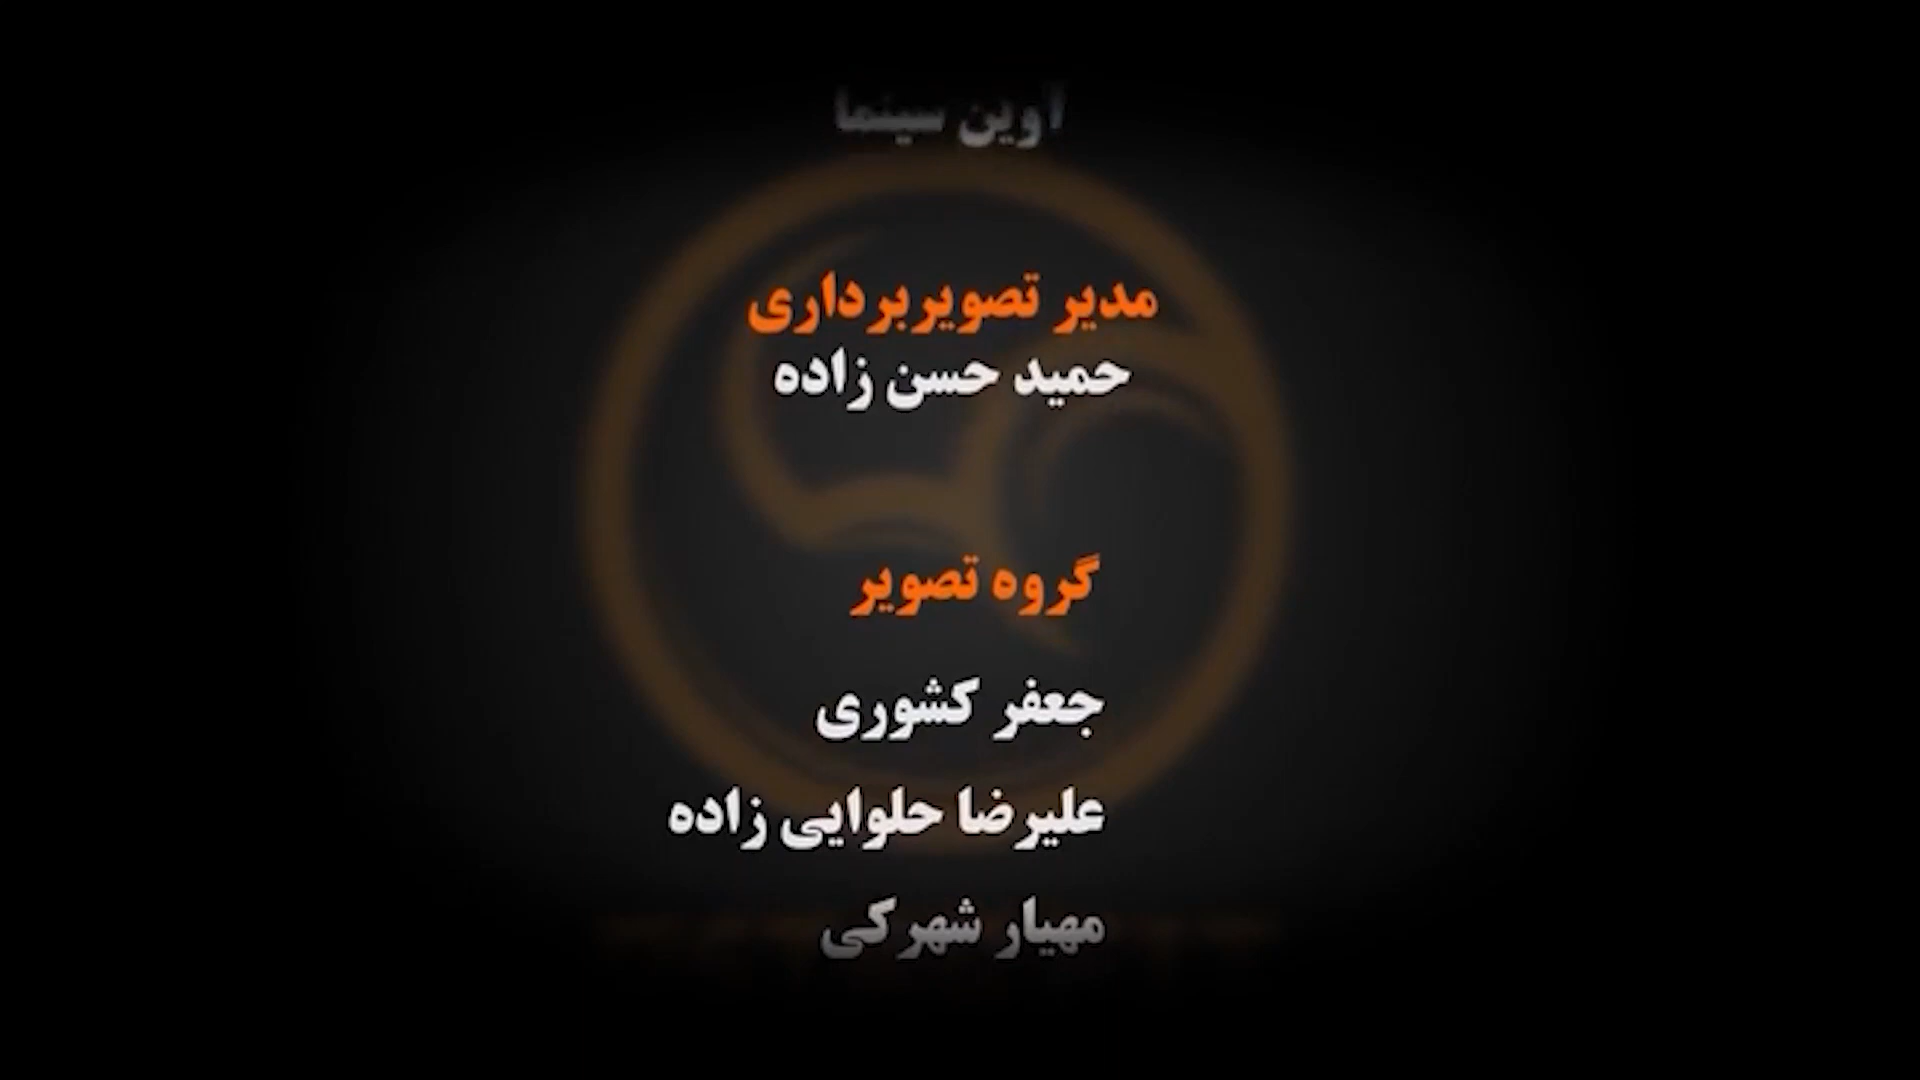 آوین سینما
مدیر تصویربرداری
حمید حسن زاده
گروه تصویر
جعفر کشوری
علیرضا حلوایی زاده
مهیار شهرکی